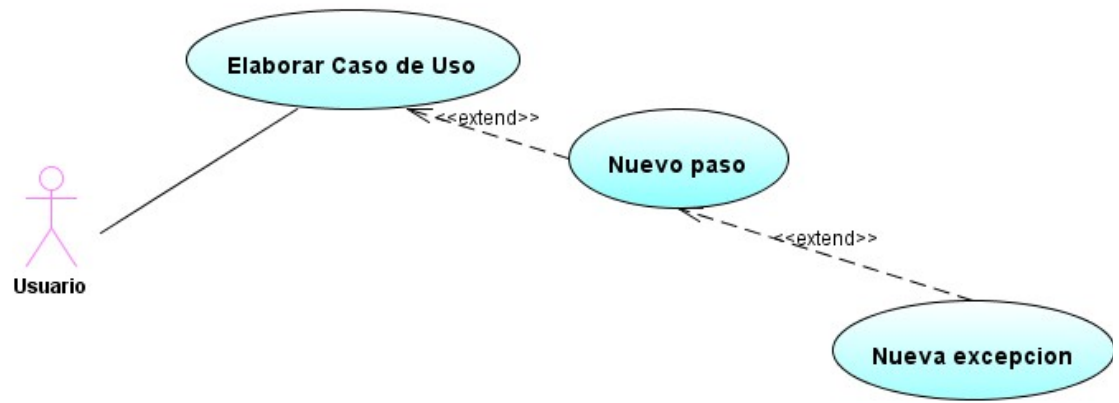 Elaborar Caso de Uso
<<extend>>
Nuevo paso
<<extend>>
Usuario
Nueva excepcion